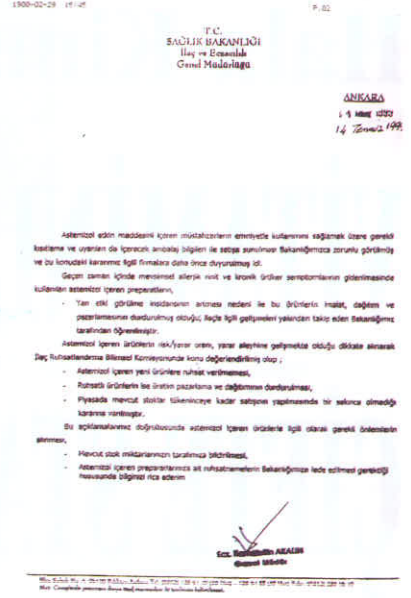 1900-02-28 15:45 P.02
T.C.
SAĞLIK BAKANLIĞI
İlaç ve Eczacılık
Genel Müdürlüğü
ANKARA
14 Temmuz 199
Astemizol etkin maddesini içeren müstahzarların emniyetle kullanımını sağlamak üzere gerekli
kısıtlama ve uyarıları da içerecek ambalaj bilgileri ile satışa sunulması Bakanlığımızca zorunlu görülmüş
ve bu konudaki kararımız ilgili firmalara daha önce duyurulmuş idi.
Geçen zaman içinde mevsimsel allerjik rinit ve kronik ürtiker semptomlarının giderilmesinde
kullanılan astemizol içeren preparatların,
- Yan etki görülme insidansının artması nedeni ile bu ürünlerin imalat, dağıtım ve
pazarlamasının durdurulmuş olduğu, ilaçla ilgili gelişmeleri yakından takip eden Bakanlığımız
tarafından öğrenilmiştir.
Astemizol içeren ürünlerin risk/yarar oranı, yarar aleyhine gelişmekte olduğu dikkate alınarak
İlaç Ruhsatlandırma Bilimsel Komisyonunda konu değerlendirilmiş olup ;
- Astemizol içeren yeni ürünlere ruhsat verilmemesi,
- Ruhsatlı ürünlerin ise üretim pazarlama ve dağıtımının durdurulması,
- Piyasada mevcut stoklar tükeninceye kadar satışının yapılmasında bir sakınca olmadığı
kararına varılmıştır.
Bu açıklamalarımız doğrultusunda astemizol içeren ürünlerle ilgili olarak gerekli önlemlerin
alınması,
- Mevcut stok miktarlarınızın tarafımıza bildirilmesi,
- Astemizol içeren preparatlarınıza ait ruhsatnamelerin Bakanlığımıza iade edilmesi gerektiği
hususunda bilginizi rica ederim
Ecz. AKALIN
Genel Müdür